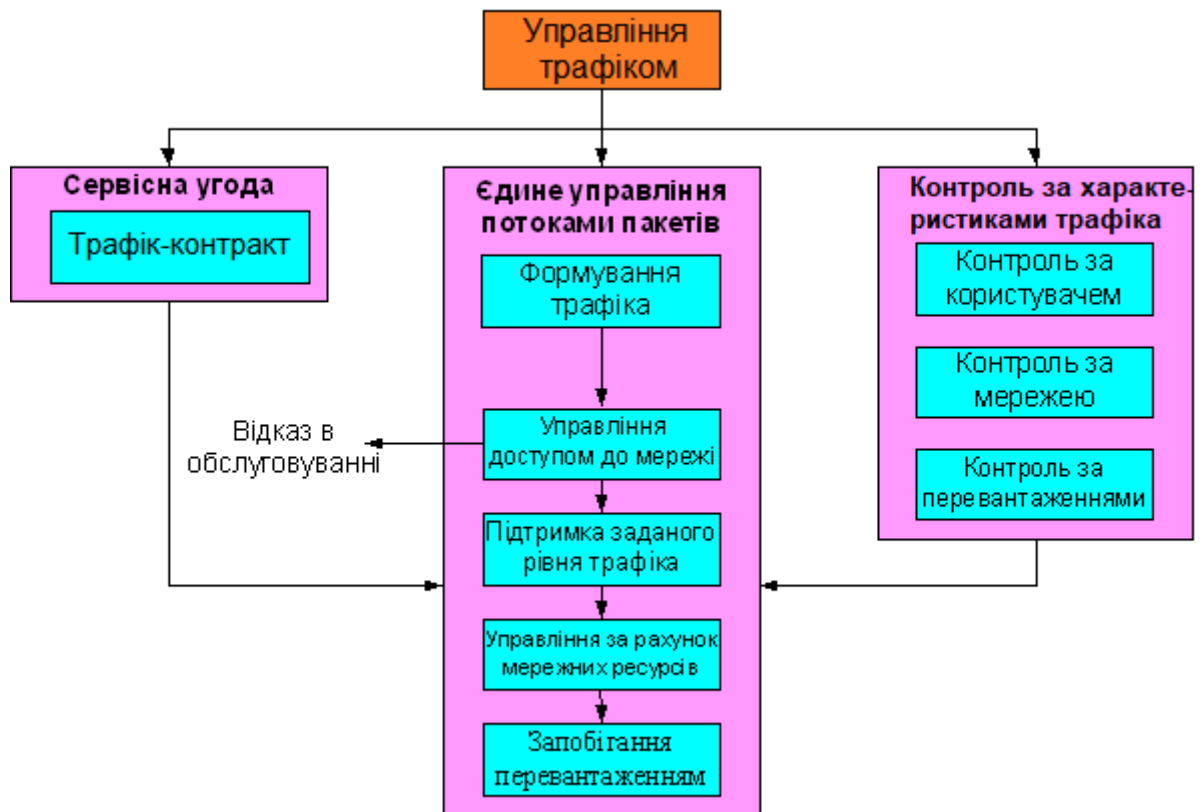 Управління
трафіком
Сервісна угода
Трафік-контракт
Єдине управління
потоками пакетів
Формування
трафіка
Управління
доступом до мережі
Відказ в
обслуговуванні
Підтримка заданого
рівня трафіка
Управління за рахунок
мережних ресурсів
Запобігання
перевантаженням
Контроль за характе-
ристиками трафіка
Контроль за
користувачем
Контроль за
мережею
Контроль за
перевантаженнями